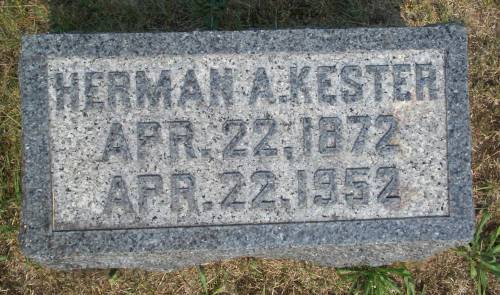 HERMAN A. KESTER
APR. 22, 1872
APR. 22, 1952